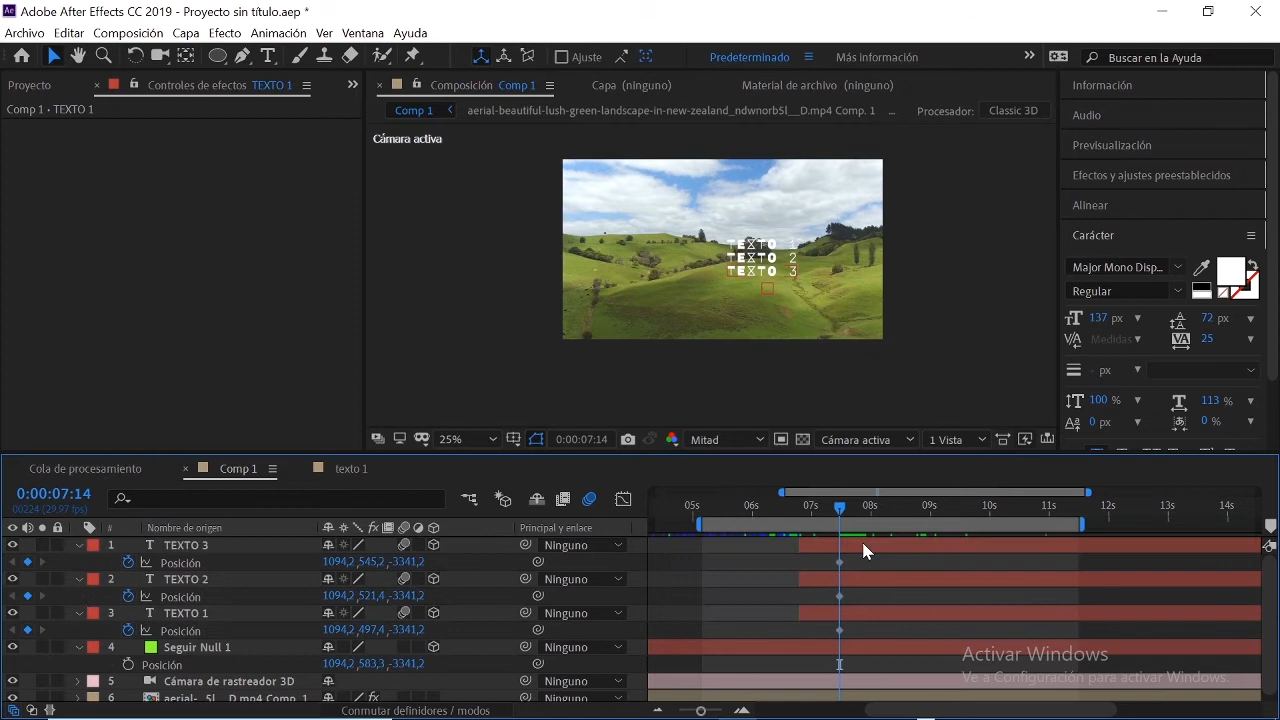 Ae Adobe After Effects CC 2019 - Proyecto sin título.aep *
Archivo Editar Composición Capa Efecto Animación Ver Ventana Ayuda
Ajuste Predeterminado Más información Buscar en la Ayuda
Proyecto Controles de efectos TEXTO 1
Comp 1 • TEXTO 1
Composición Comp 1 Capa (ninguno) Material de archivo (ninguno)
Comp 1 aerial-beautiful-lush-green-landscape-in-new-zealand_ndwnorb5l__D.mp4 Comp. 1 ... Procesador: Classic 3D
Cámara activa
TEXTO 1
TEXTO 2
TEXTO 3
25% 0:00:07:14 Mitad Cámara activa 1 Vista
Información
Audio
Previsualización
Efectos y ajustes preestablecidos
Alinear
Carácter
Major Mono Disp...
Regular
137 px 72 px
Medidas 25
- px
100 % 113 %
0 px 0 %
Cola de procesamiento Comp 1 texto 1
0:00:07:14
00224 (29.97 fps)
05s 06s 07s 08s 09s 10s 11s 12s 13s 14s
# Nombre de origen Principal y enlace
1 T TEXTO 3 Ninguno
Posición 1094,2,545,2,-3341,2
2 T TEXTO 2 Ninguno
Posición 1094,2,521,4,-3341,2
3 T TEXTO 1 Ninguno
Posición 1094,2,497,4,-3341,2
4 Seguir Null 1 Ninguno
Posición 1094,2,583,3,-3341,2
5 Cámara de rastreador 3D Ninguno
6 aerial-...5l__D.mp4 Comp. 1 Ninguno
Conmutar definidores / modos
Activar Windows
Ve a Configuración para activar Windows.